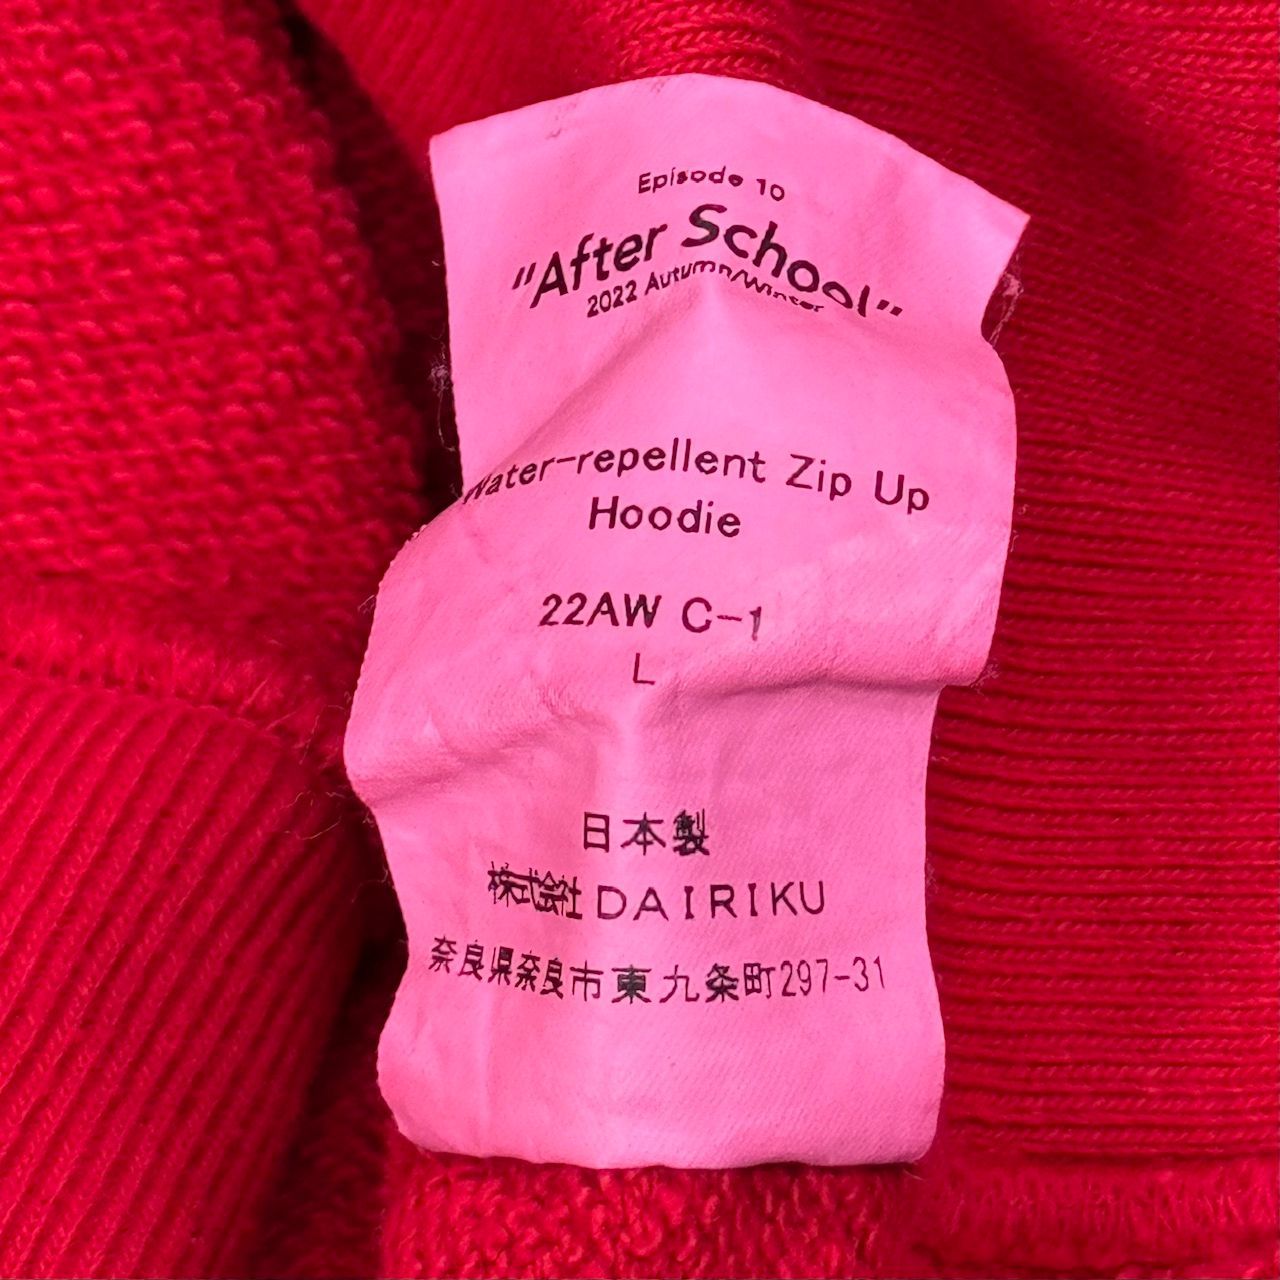 Episode 10
"After School"
2022 Autumn/Winter
Water-repellent Zip Up
Hoodie
22AW C-1
L
日本製
株式会社DAIRIKU
奈良県奈良市東九条町297-31